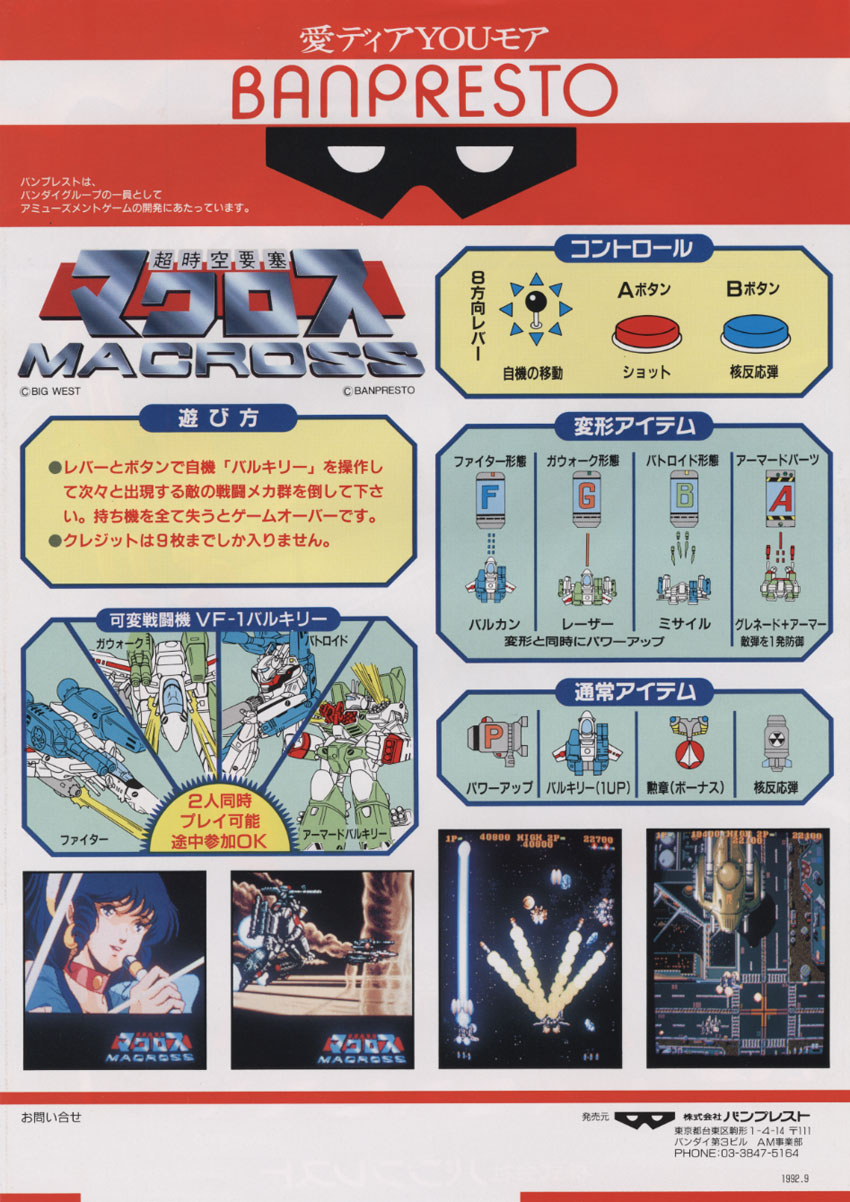 愛ディアYOUモア
BANPRESTO
バンプレストは、
バンダイグループの一員として
アミューズメントゲームの開発にあたっています。
超時空要塞
マクロス
MACROSS
©BIG WEST
©BANPRESTO
コントロール
8方向レバー
自機の移動
Aボタン
ショット
Bボタン
核反応弾
遊び方
●レバーとボタンで自機「バルキリー」を操作し
て次々と出現する敵の戦闘メカ群を倒して下さ
い。持ち機を全て失うとゲームオーバーです。
●クレジットは9枚までしか入りません。
変形アイテム
ファイター形態
ガウォーク形態
バトロイド形態
アーマードパーツ
F
G
B
A
バルカン
レーザー
ミサイル
グレネード+アーマー
変形と同時にパワーアップ
敵弾を1発防御
可変戦闘機 VF-1バルキリー
ガウォーク
バトロイド
ファイター
アーマードバルキリー
2人同時
プレイ可能
途中参加OK
通常アイテム
P
パワーアップ
バルキリー(1UP)
勲章(ボーナス)
核反応弾
マクロス
MACROSS
マクロス
MACROSS
1P- 40800 HIGH 2P- 22700
40800
HIGH 2P- 22400
22700
お問い合せ
発売元
株式会社 バンプレスト
東京都台東区駒形1-4-14 〒111
バンダイ第3ビル AM事業部
PHONE:03-3847-5164
1992.9